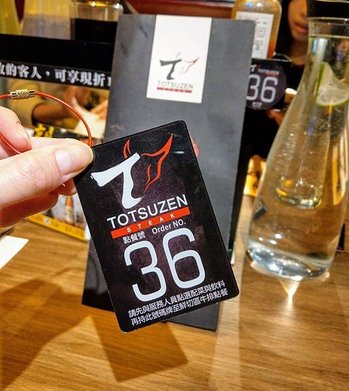 的客人,可享現折
TOTSUZEN
STEAK
TOTSUZEN
36
TOTSUZEN
STEAK
點餐號 Order NO.
36
請先與服務人員點選配菜與飲料
再持此號碼牌至鮮切區牛排點餐